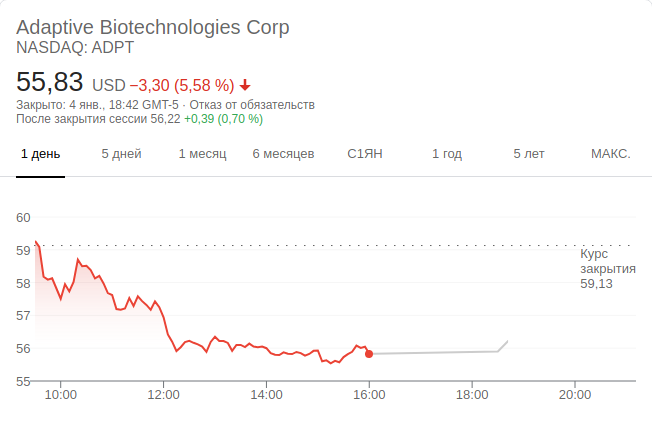 Adaptive Biotechnologies Corp
NASDAQ: ADPT
55,83 USD −3,30 (5,58 %)
Закрыто: 4 янв., 18:42 GMT-5 · Отказ от обязательств
После закрытия сессии 56,22 +0,39 (0,70 %)
1 день 5 дней 1 месяц 6 месяцев С1ЯН 1 год 5 лет МАКС.
60
59
58
57
56
55
Курс
закрытия
59,13
10:00 12:00 14:00 16:00 18:00 20:00